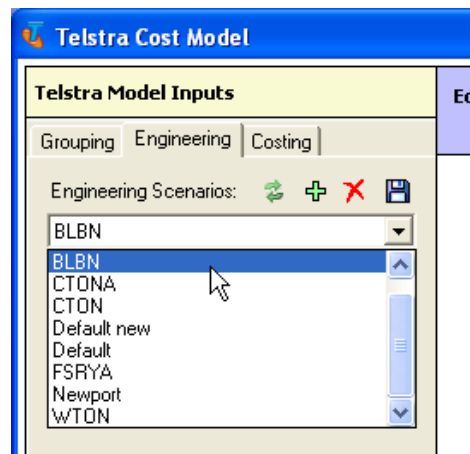 Telstra Cost Model
Telstra Model Inputs
Grouping Engineering Costing
Engineering Scenarios:
BLBN
BLBN
CTONA
CTON
Default new
Default
FSRYA
Newport
WTON